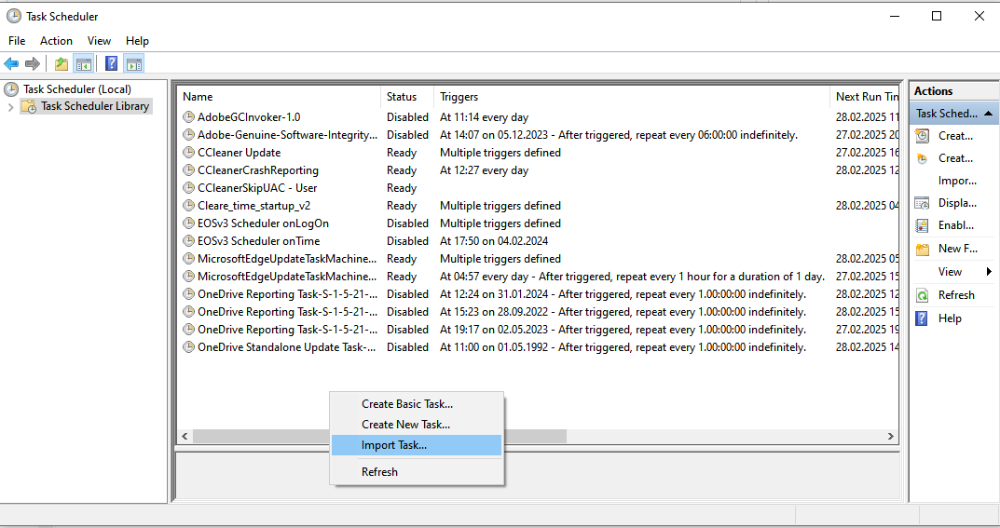 Task Scheduler
File Action View Help
Task Scheduler (Local)
Task Scheduler Library
Name Status Triggers Next Run Tim
AdobeGCInvoker-1.0 Disabled At 11:14 every day 28.02.2025 11
Adobe-Genuine-Software-Integrity... Disabled At 14:07 on 05.12.2023 - After triggered, repeat every 06:00:00 indefinitely. 27.02.2025 20
CCleaner Update Ready Multiple triggers defined 27.02.2025 16
CCleanerCrashReporting Ready At 12:27 every day 28.02.2025 12
CCleanerSkipUAC - User Ready
Cleare_time_startup_v2 Ready Multiple triggers defined 28.02.2025 04
EOSv3 Scheduler onLogOn Disabled Multiple triggers defined
EOSv3 Scheduler onTime Disabled At 17:50 on 04.02.2024
MicrosoftEdgeUpdateTaskMachine... Ready Multiple triggers defined 28.02.2025 05
MicrosoftEdgeUpdateTaskMachine... Ready At 04:57 every day - After triggered, repeat every 1 hour for a duration of 1 day. 27.02.2025 15
OneDrive Reporting Task-S-1-5-21-... Disabled At 12:24 on 31.01.2024 - After triggered, repeat every 1.00:00:00 indefinitely. 28.02.2025 12
OneDrive Reporting Task-S-1-5-21-... Disabled At 15:23 on 28.09.2022 - After triggered, repeat every 1.00:00:00 indefinitely. 28.02.2025 15
OneDrive Reporting Task-S-1-5-21-... Disabled At 19:17 on 02.05.2023 - After triggered, repeat every 1.00:00:00 indefinitely. 27.02.2025 19
OneDrive Standalone Update Task-... Disabled At 11:00 on 01.05.1992 - After triggered, repeat every 1.00:00:00 indefinitely. 28.02.2025 14
Create Basic Task...
Create New Task...
Import Task...
Refresh
Actions
Task Sched...
Creat...
Creat...
Impor...
Displa...
Enabl...
New F...
View
Refresh
Help